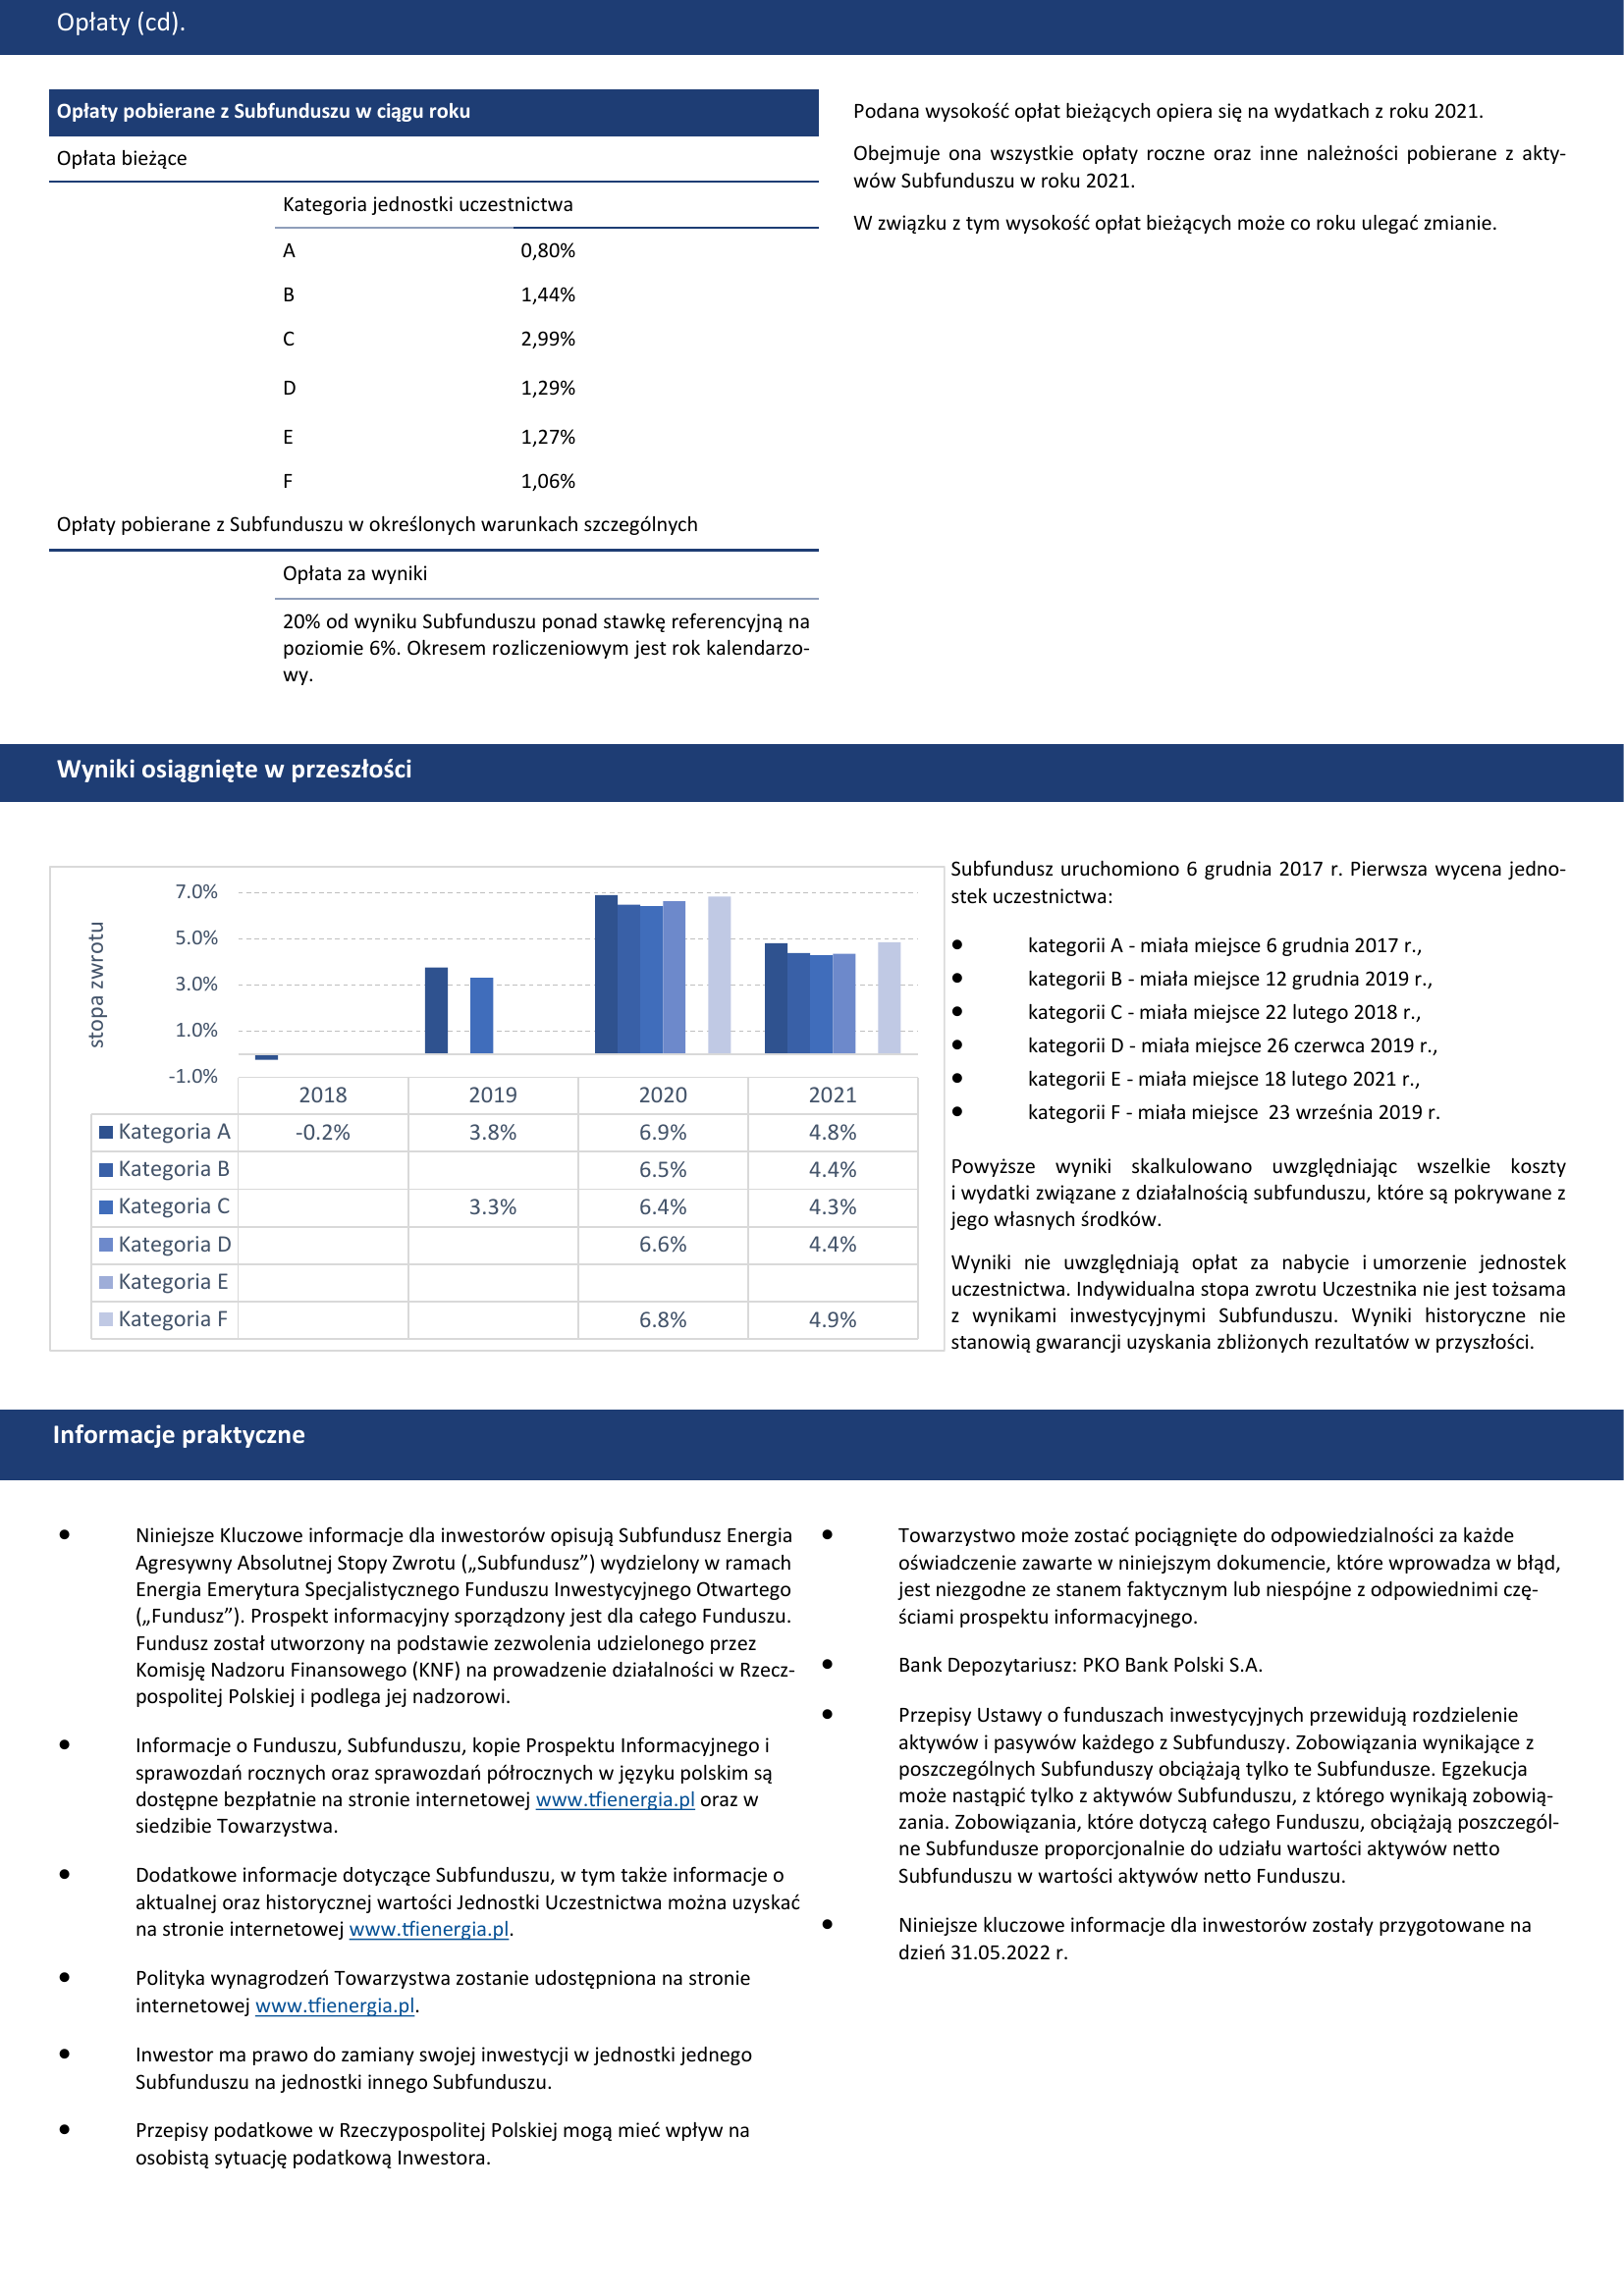 Opłaty (cd).
Opłaty pobierane z Subfunduszu w ciągu roku
Opłata bieżące
Kategoria jednostki uczestnictwa
A 0,80%
B 1,44%
C 2,99%
D 1,29%
E 1,27%
F 1,06%
Opłaty pobierane z Subfunduszu w określonych warunkach szczególnych
Opłata za wyniki
20% od wyniku Subfunduszu ponad stawkę referencyjną na
poziomie 6%. Okresem rozliczeniowym jest rok kalendarzo-
wy.
Podana wysokość opłat bieżących opiera się na wydatkach z roku 2021.
Obejmuje ona wszystkie opłaty roczne oraz inne należności pobierane z akty-
wów Subfunduszu w roku 2021.
W związku z tym wysokość opłat bieżących może co roku ulegać zmianie.
Wyniki osiągnięte w przeszłości
stopa zwrotu
7.0%
5.0%
3.0%
1.0%
-1.0%
2018 2019 2020 2021
Kategoria A -0.2% 3.8% 6.9% 4.8%
Kategoria B 6.5% 4.4%
Kategoria C 3.3% 6.4% 4.3%
Kategoria D 6.6% 4.4%
Kategoria E
Kategoria F 6.8% 4.9%
Subfundusz uruchomiono 6 grudnia 2017 r. Pierwsza wycena jedno-
stek uczestnictwa:
● kategorii A - miała miejsce 6 grudnia 2017 r.,
● kategorii B - miała miejsce 12 grudnia 2019 r.,
● kategorii C - miała miejsce 22 lutego 2018 r.,
● kategorii D - miała miejsce 26 czerwca 2019 r.,
● kategorii E - miała miejsce 18 lutego 2021 r.,
● kategorii F - miała miejsce 23 września 2019 r.
Powyższe wyniki skalkulowano uwzględniając wszelkie koszty
i wydatki związane z działalnością subfunduszu, które są pokrywane z
jego własnych środków.
Wyniki nie uwzględniają opłat za nabycie i umorzenie jednostek
uczestnictwa. Indywidualna stopa zwrotu Uczestnika nie jest tożsama
z wynikami inwestycyjnymi Subfunduszu. Wyniki historyczne nie
stanowią gwarancji uzyskania zbliżonych rezultatów w przyszłości.
Informacje praktyczne
● Niniejsze Kluczowe informacje dla inwestorów opisują Subfundusz Energia
Agresywny Absolutnej Stopy Zwrotu („Subfundusz”) wydzielony w ramach
Energia Emerytura Specjalistycznego Funduszu Inwestycyjnego Otwartego
(„Fundusz”). Prospekt informacyjny sporządzony jest dla całego Funduszu.
Fundusz został utworzony na podstawie zezwolenia udzielonego przez
Komisję Nadzoru Finansowego (KNF) na prowadzenie działalności w Rzecz-
pospolitej Polskiej i podlega jej nadzorowi.
● Informacje o Funduszu, Subfunduszu, kopie Prospektu Informacyjnego i
sprawozdań rocznych oraz sprawozdań półrocznych w języku polskim są
dostępne bezpłatnie na stronie internetowej www.tfienergia.pl oraz w
siedzibie Towarzystwa.
● Dodatkowe informacje dotyczące Subfunduszu, w tym także informacje o
aktualnej oraz historycznej wartości Jednostki Uczestnictwa można uzyskać
na stronie internetowej www.tfienergia.pl.
● Polityka wynagrodzeń Towarzystwa zostanie udostępniona na stronie
internetowej www.tfienergia.pl.
● Inwestor ma prawo do zamiany swojej inwestycji w jednostki jednego
Subfunduszu na jednostki innego Subfunduszu.
● Przepisy podatkowe w Rzeczypospolitej Polskiej mogą mieć wpływ na
osobistą sytuację podatkową Inwestora.
● Towarzystwo może zostać pociągnięte do odpowiedzialności za każde
oświadczenie zawarte w niniejszym dokumencie, które wprowadza w błąd,
jest niezgodne ze stanem faktycznym lub niespójne z odpowiednimi czę-
ściami prospektu informacyjnego.
● Bank Depozytariusz: PKO Bank Polski S.A.
● Przepisy Ustawy o funduszach inwestycyjnych przewidują rozdzielenie
aktywów i pasywów każdego z Subfunduszy. Zobowiązania wynikające z
poszczególnych Subfunduszy obciążają tylko te Subfundusze. Egzekucja
może nastąpić tylko z aktywów Subfunduszu, z którego wynikają zobowią-
zania. Zobowiązania, które dotyczą całego Funduszu, obciążają poszczegól-
ne Subfundusze proporcjonalnie do udziału wartości aktywów netto
Subfunduszu w wartości aktywów netto Funduszu.
● Niniejsze kluczowe informacje dla inwestorów zostały przygotowane na
dzień 31.05.2022 r.